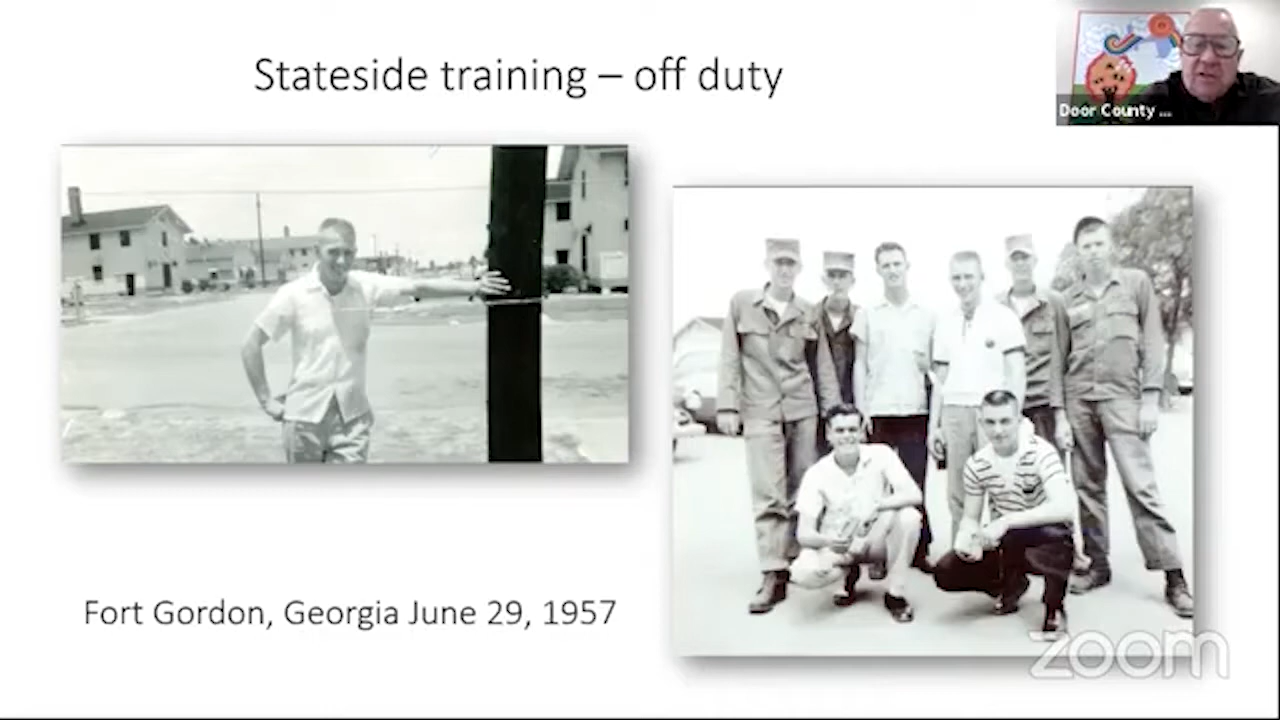 Stateside training – off duty
Door County ...
Fort Gordon, Georgia June 29, 1957
zoom